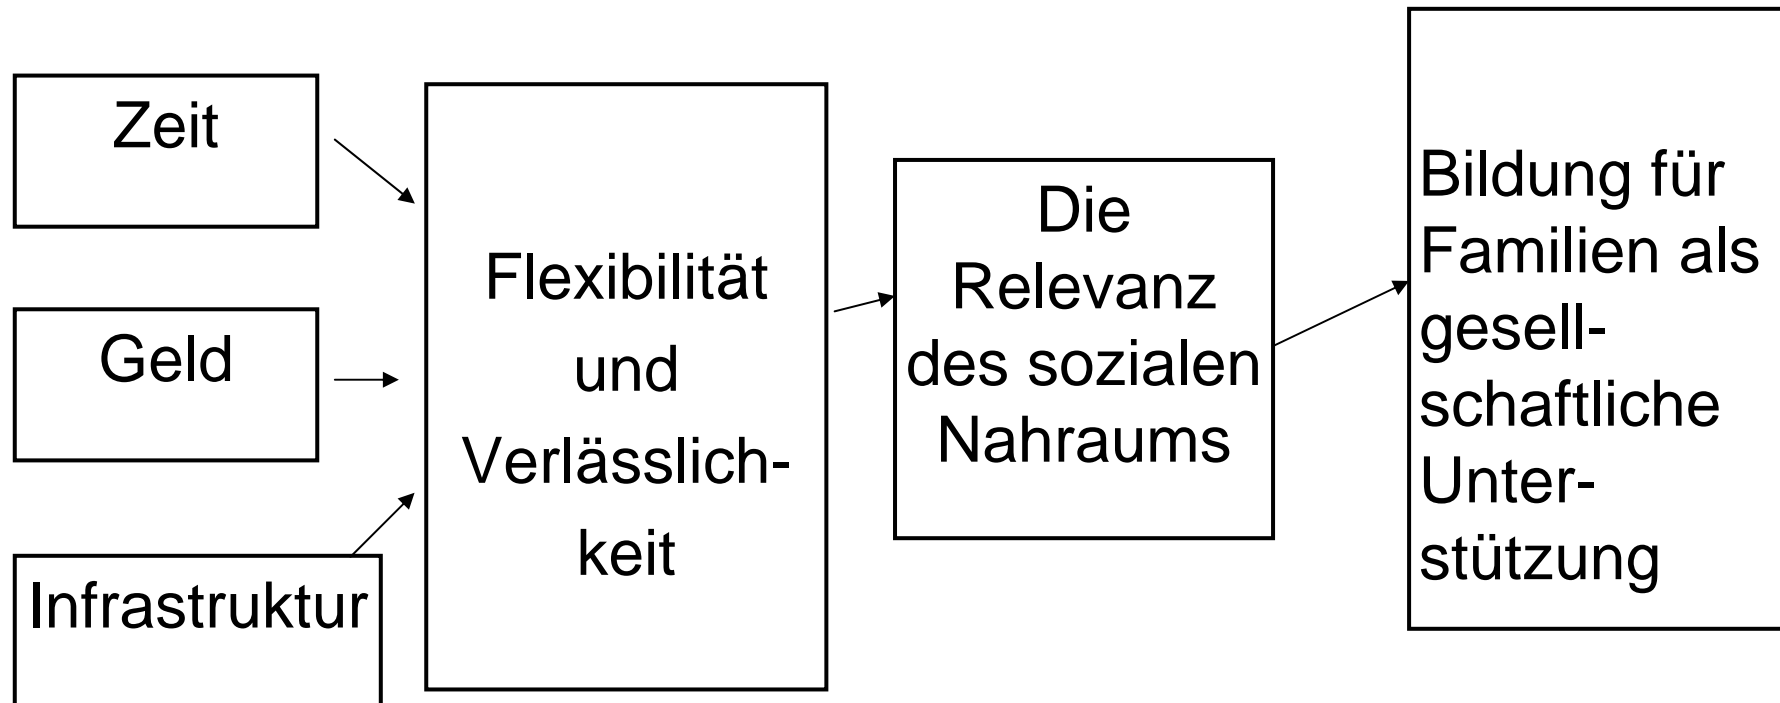 Zeit
Geld
Infrastruktur
Flexibilität
und
Verlässlich-
keit
Die
Relevanz
des sozialen
Nahraums
Bildung für
Familien als
gesell-
schaftliche
Unter-
stützung